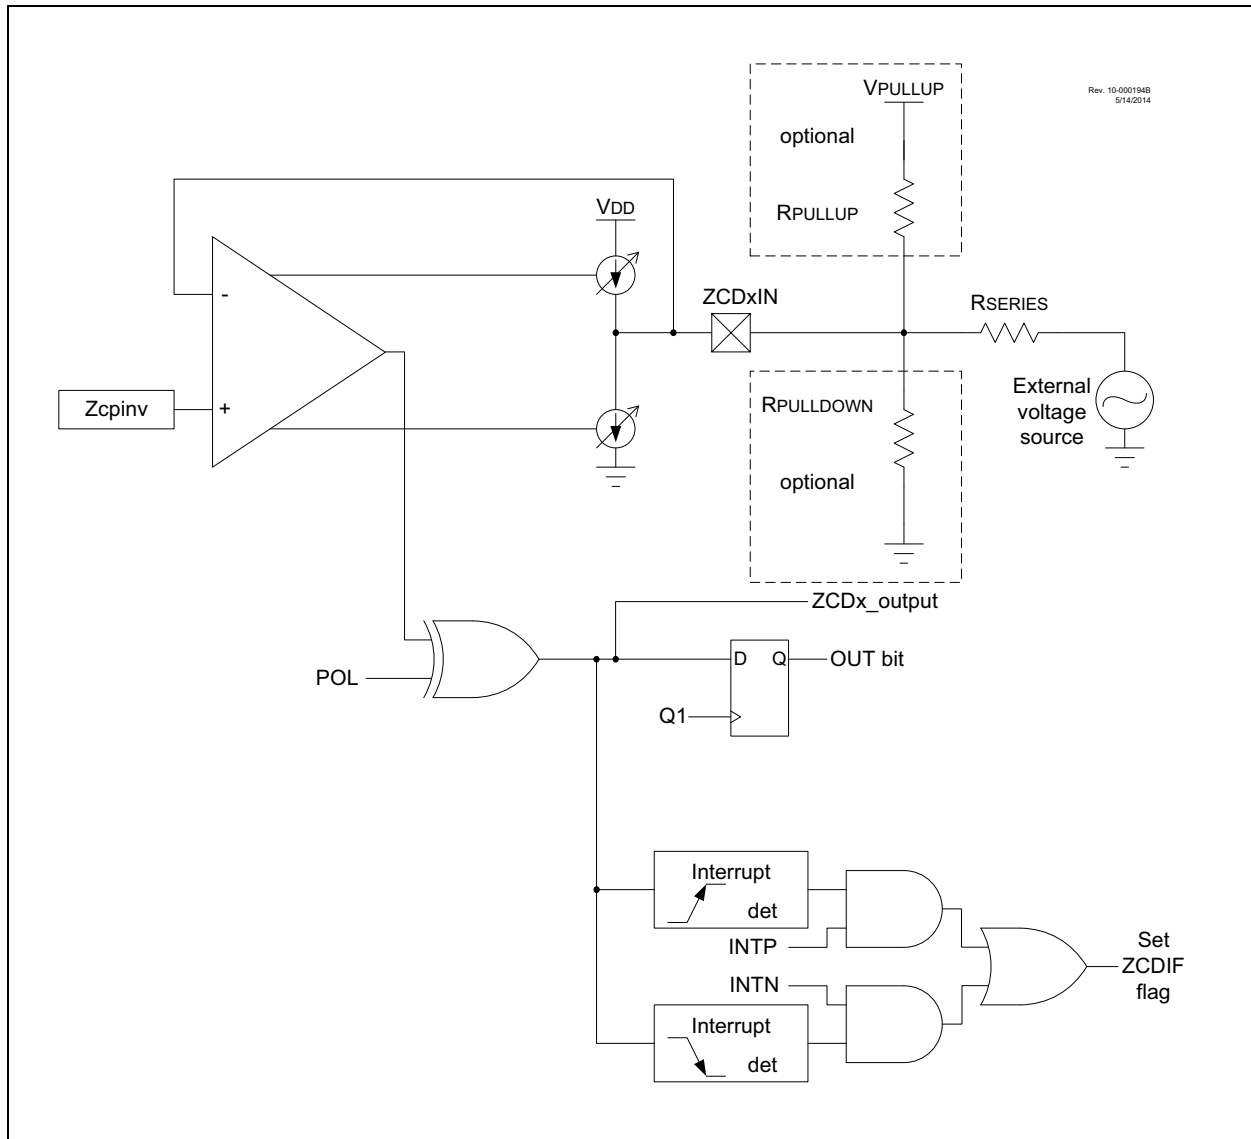 VPULLUP
Rev. 10-000194B
5/14/2014
optional
RPULLUP
VDD
-
ZCDxIN
RSERIES
Zcpinv
+
RPULLDOWN
External
voltage
source
optional
ZCDx_output
POL
D
Q
OUT bit
Q1
Interrupt
det
INTP
INTN
Interrupt
det
Set
ZCDIF
flag